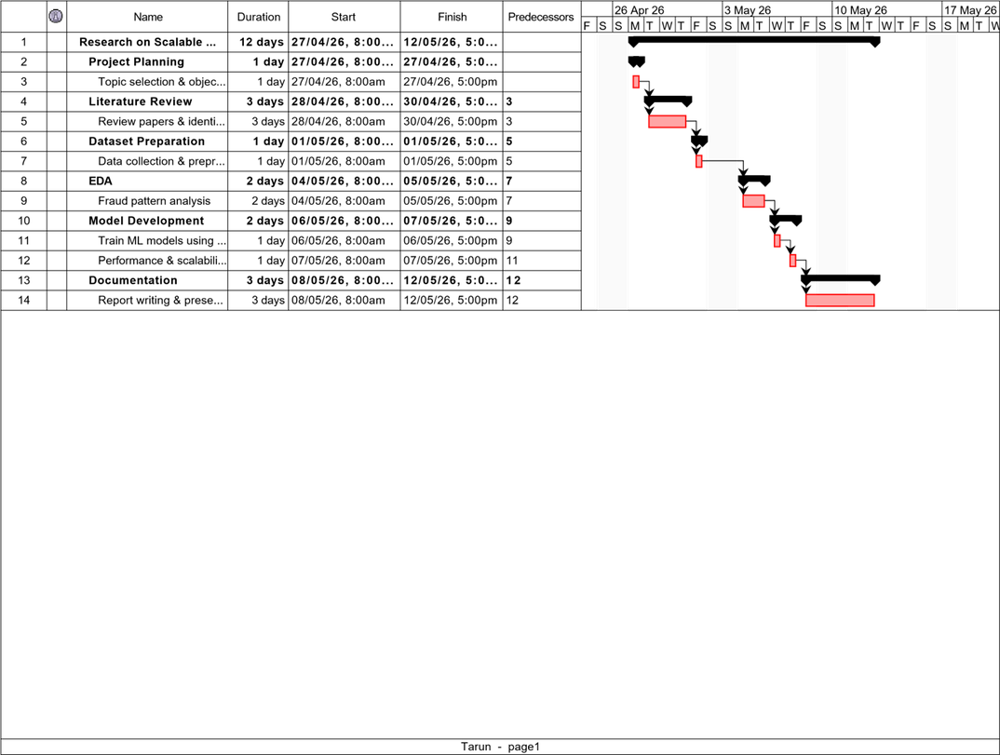 Name Duration Start Finish Predecessors 26 Apr 26 3 May 26 10 May 26 17 May 26
F S S M T W T F S S M T W T F S S M T W T F S S M T W
1 Research on Scalable ... 12 days 27/04/26, 8:00... 12/05/26, 5:0...
2 Project Planning 1 day 27/04/26, 8:00... 27/04/26, 5:0...
3 Topic selection & objec... 1 day 27/04/26, 8:00am 27/04/26, 5:00pm
4 Literature Review 3 days 28/04/26, 8:00... 30/04/26, 5:0... 3
5 Review papers & identi... 3 days 28/04/26, 8:00am 30/04/26, 5:00pm 3
6 Dataset Preparation 1 day 01/05/26, 8:00... 01/05/26, 5:0... 5
7 Data collection & prepr... 1 day 01/05/26, 8:00am 01/05/26, 5:00pm 5
8 EDA 2 days 04/05/26, 8:00... 05/05/26, 5:0... 7
9 Fraud pattern analysis 2 days 04/05/26, 8:00am 05/05/26, 5:00pm 7
10 Model Development 2 days 06/05/26, 8:00... 07/05/26, 5:0... 9
11 Train ML models using ... 1 day 06/05/26, 8:00am 06/05/26, 5:00pm 9
12 Performance & scalabili... 1 day 07/05/26, 8:00am 07/05/26, 5:00pm 11
13 Documentation 3 days 08/05/26, 8:00... 12/05/26, 5:0... 12
14 Report writing & prese... 3 days 08/05/26, 8:00am 12/05/26, 5:00pm 12
Tarun - page1